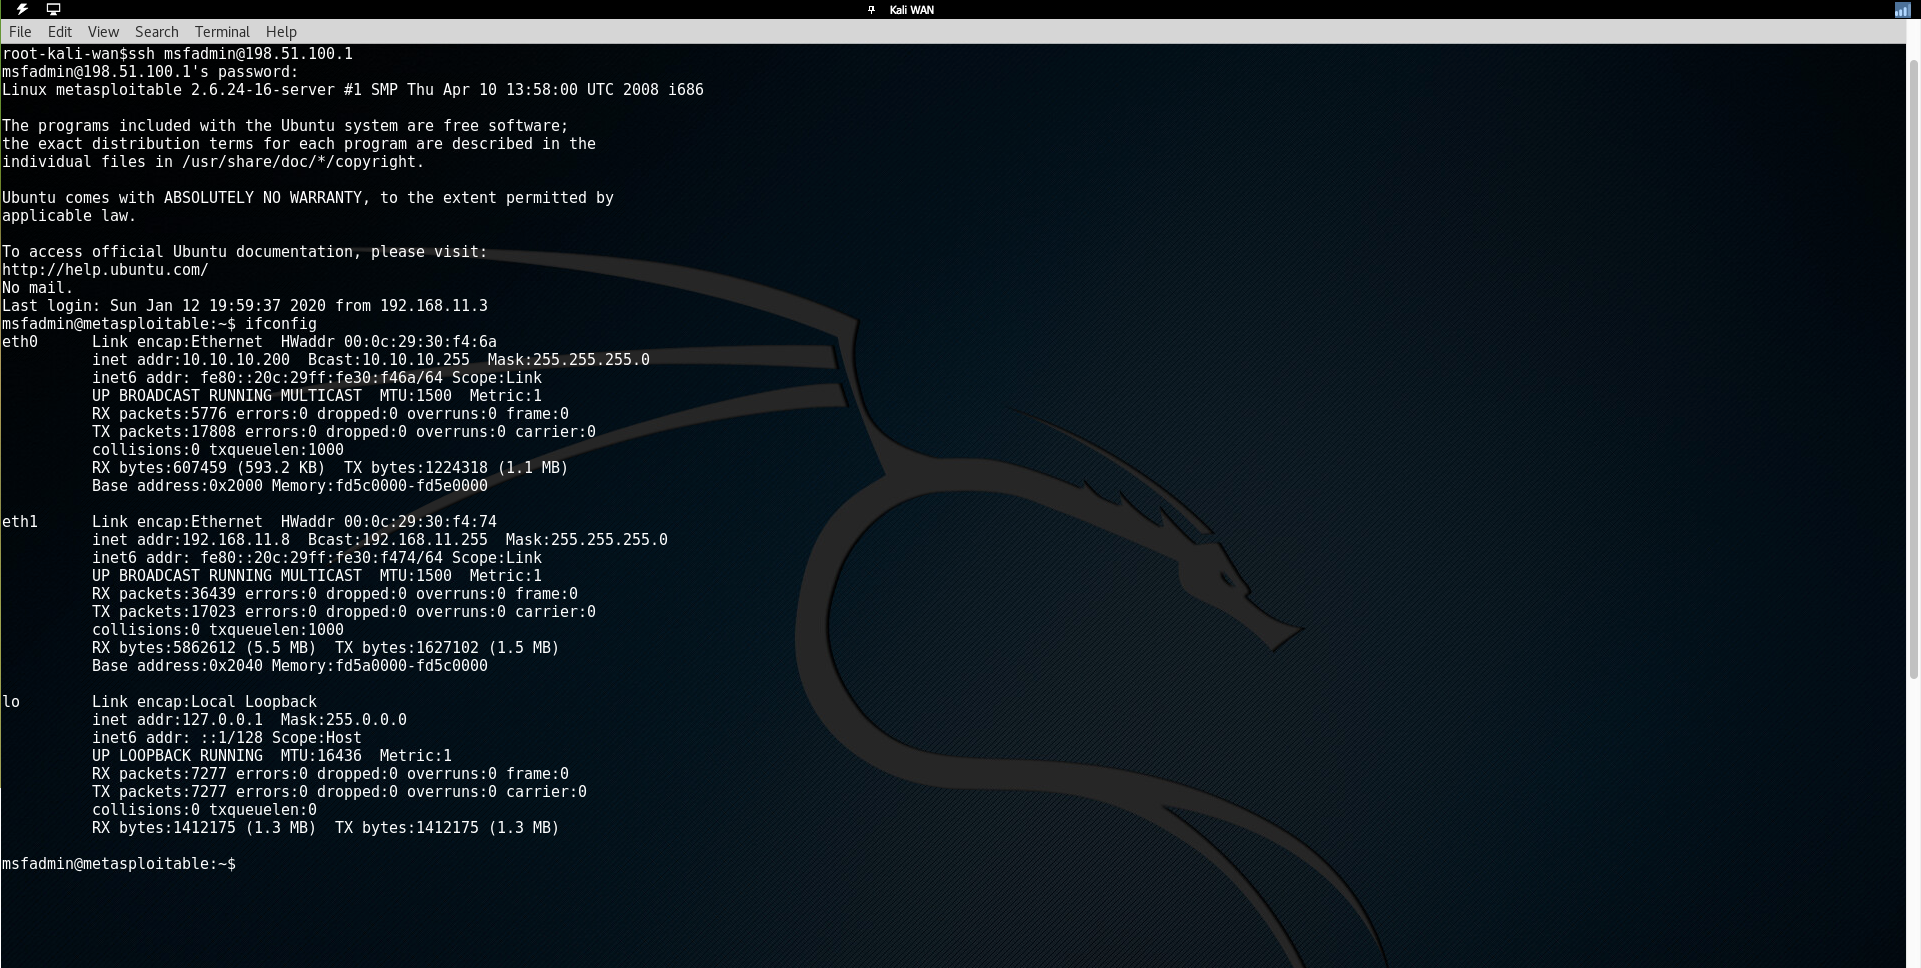 Kali WAN
File Edit View Search Terminal Help
root-kali-wan$ssh msfadmin@198.51.100.1
msfadmin@198.51.100.1's password:
Linux metasploitable 2.6.24-16-server #1 SMP Thu Apr 10 13:58:00 UTC 2008 i686
The programs included with the Ubuntu system are free software;
the exact distribution terms for each program are described in the
individual files in /usr/share/doc/*/copyright.
Ubuntu comes with ABSOLUTELY NO WARRANTY, to the extent permitted by
applicable law.
To access official Ubuntu documentation, please visit:
http://help.ubuntu.com/
No mail.
Last login: Sun Jan 12 19:59:37 2020 from 192.168.11.3
msfadmin@metasploitable:~$ ifconfig
eth0      Link encap:Ethernet  HWaddr 00:0c:29:30:f4:6a
          inet addr:10.10.10.200  Bcast:10.10.10.255  Mask:255.255.255.0
          inet6 addr: fe80::20c:29ff:fe30:f46a/64 Scope:Link
          UP BROADCAST RUNNING MULTICAST  MTU:1500  Metric:1
          RX packets:5776 errors:0 dropped:0 overruns:0 frame:0
          TX packets:17808 errors:0 dropped:0 overruns:0 carrier:0
          collisions:0 txqueuelen:1000
          RX bytes:607459 (593.2 KB)  TX bytes:1224318 (1.1 MB)
          Base address:0x2000 Memory:fd5c0000-fd5e0000
eth1      Link encap:Ethernet  HWaddr 00:0c:29:30:f4:74
          inet addr:192.168.11.8  Bcast:192.168.11.255  Mask:255.255.255.0
          inet6 addr: fe80::20c:29ff:fe30:f474/64 Scope:Link
          UP BROADCAST RUNNING MULTICAST  MTU:1500  Metric:1
          RX packets:36439 errors:0 dropped:0 overruns:0 frame:0
          TX packets:17023 errors:0 dropped:0 overruns:0 carrier:0
          collisions:0 txqueuelen:1000
          RX bytes:5862612 (5.5 MB)  TX bytes:1627102 (1.5 MB)
          Base address:0x2040 Memory:fd5a0000-fd5c0000
lo        Link encap:Local Loopback
          inet addr:127.0.0.1  Mask:255.0.0.0
          inet6 addr: ::1/128 Scope:Host
          UP LOOPBACK RUNNING  MTU:16436  Metric:1
          RX packets:7277 errors:0 dropped:0 overruns:0 frame:0
          TX packets:7277 errors:0 dropped:0 overruns:0 carrier:0
          collisions:0 txqueuelen:0
          RX bytes:1412175 (1.3 MB)  TX bytes:1412175 (1.3 MB)
msfadmin@metasploitable:~$